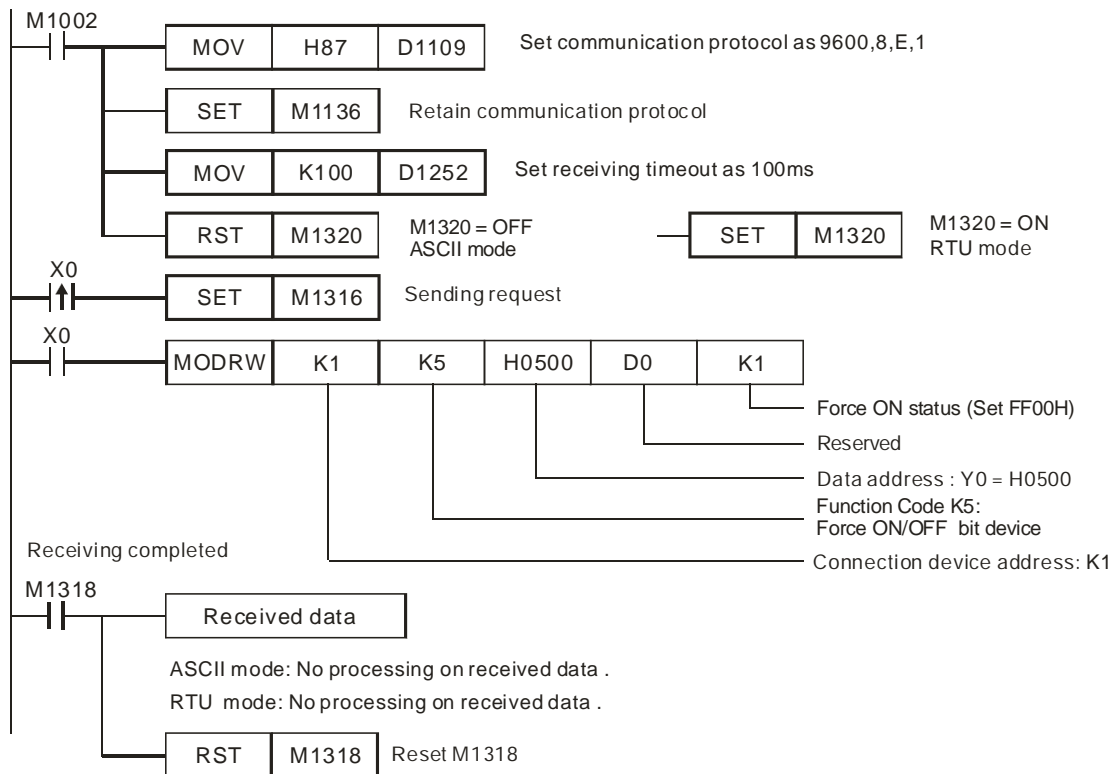 M1002
MOV H87 D1109 Set communication protocol as 9600,8,E,1
SET M1136 Retain communication protocol
MOV K100 D1252 Set receiving timeout as 100ms
RST M1320 M1320 = OFF
ASCII mode
SET M1320 M1320 = ON
RTU mode
X0
SET M1316 Sending request
X0
MODRW K1 K5 H0500 D0 K1
Force ON status (Set FF00H)
Reserved
Data address : Y0 = H0500
Function Code K5:
Force ON/OFF bit device
Connection device address: K1
Receiving completed
M1318
Received data
ASCII mode: No processing on received data .
RTU mode: No processing on received data .
RST M1318 Reset M1318